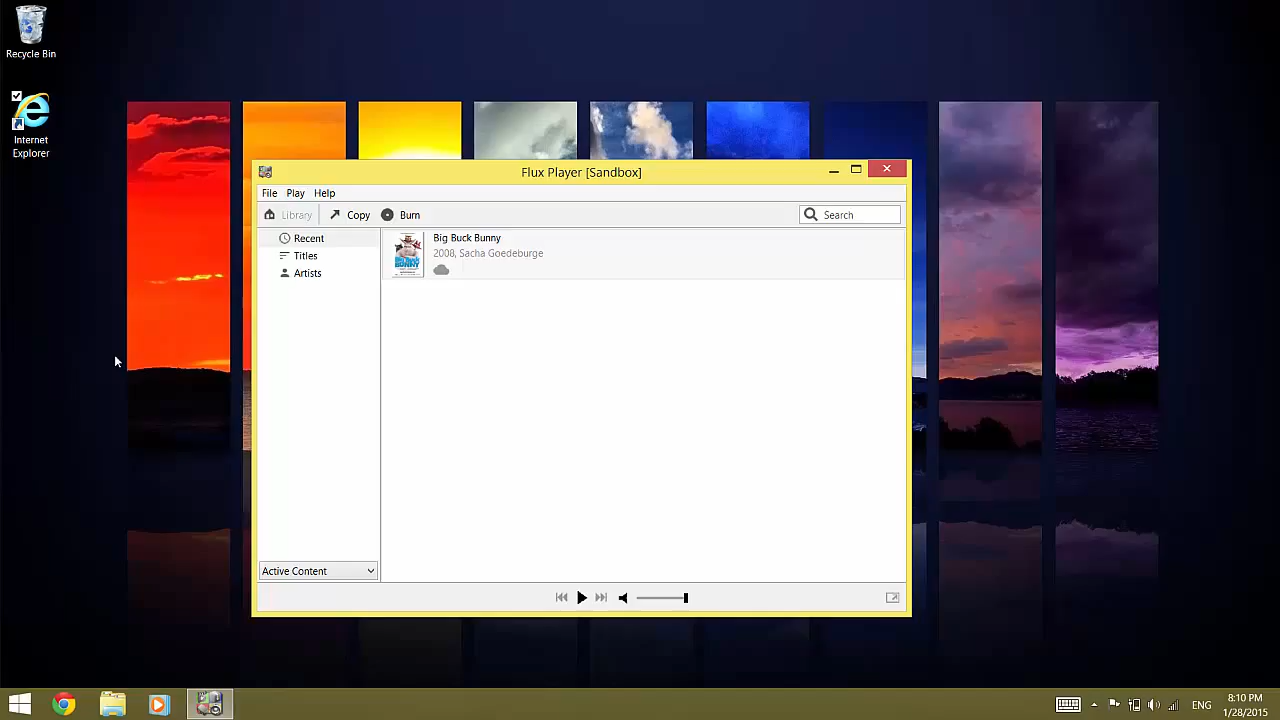 Recycle Bin
Internet
Explorer
Flux Player [Sandbox]
File Play Help
Library Copy Burn Search
Recent
Titles
Artists
Big Buck Bunny
2008, Sacha Goedeburge
Active Content
ENG
8:10 PM
1/28/2015